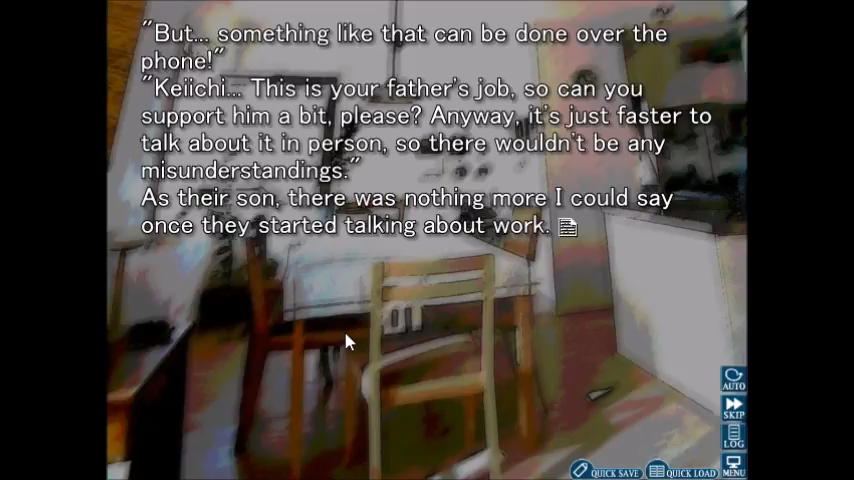 "But... something like that can be done over the
phone!"
"Keiichi... This is your father's job, so can you
support him a bit, please? Anyway, it's just faster to
talk about it in person, so there wouldn't be any
misunderstandings."
As their son, there was nothing more I could say
once they started talking about work.
AUTO
SKIP
LOG
MENU
QUICK SAVE QUICK LOAD